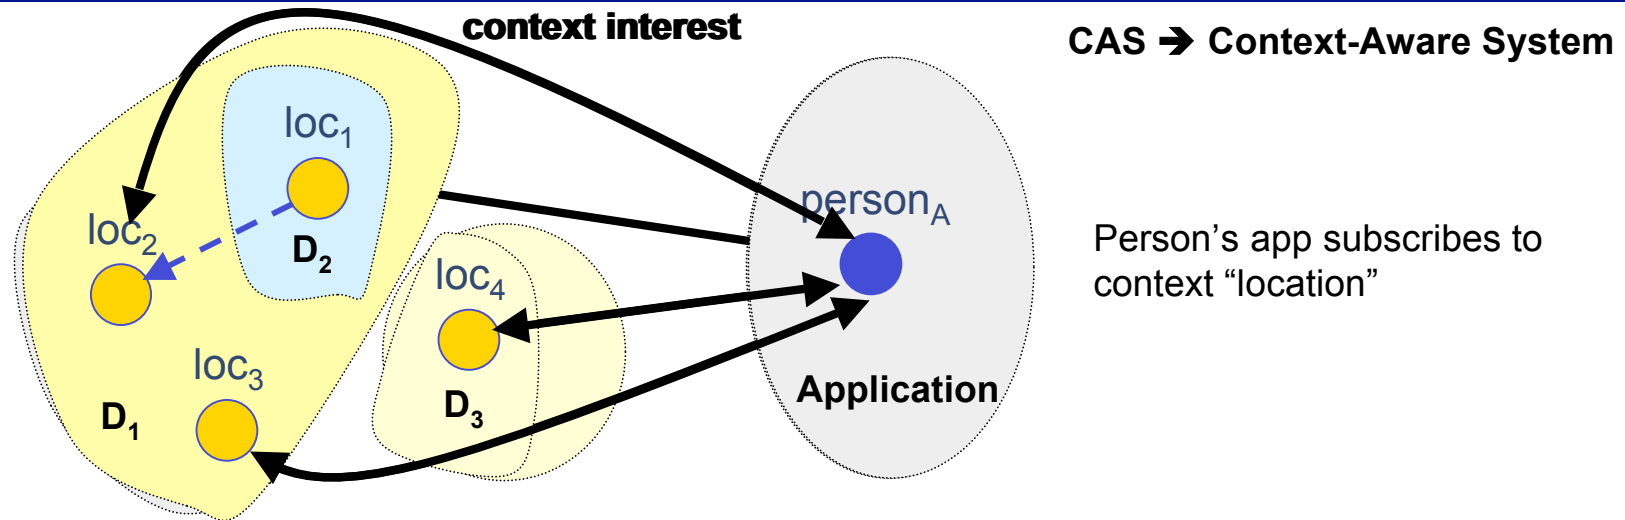 context interest
CAS ➔ Context-Aware System
loc1
person A
loc2
D2
Person’s app subscribes to
context “location”
loc4
loc3
Application
D1
D3